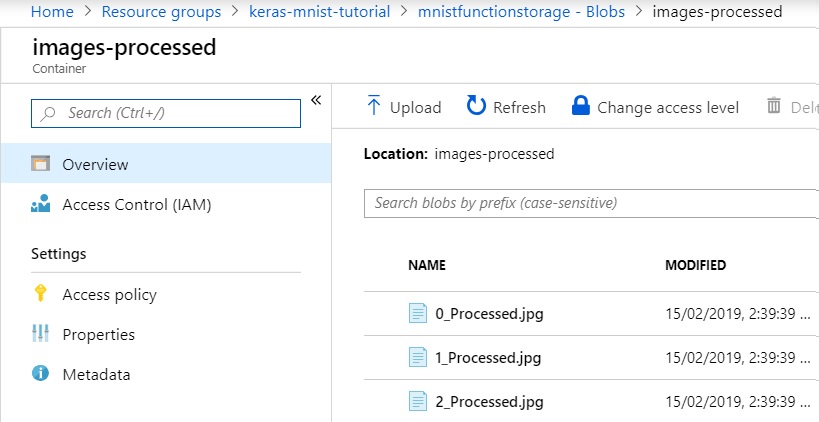 Home > Resource groups > keras-mnist-tutorial > mnistfunctionstorage - Blobs > images-processed
images-processed
Container
Search (Ctrl+/)
«
Overview
Access Control (IAM)
Settings
Access policy
Properties
Metadata
Upload Refresh Change access level
Location: images-processed
Search blobs by prefix (case-sensitive)
NAME MODIFIED
0_Processed.jpg 15/02/2019, 2:39:39 ...
1_Processed.jpg 15/02/2019, 2:39:39 ...
2_Processed.jpg 15/02/2019, 2:39:39 ...